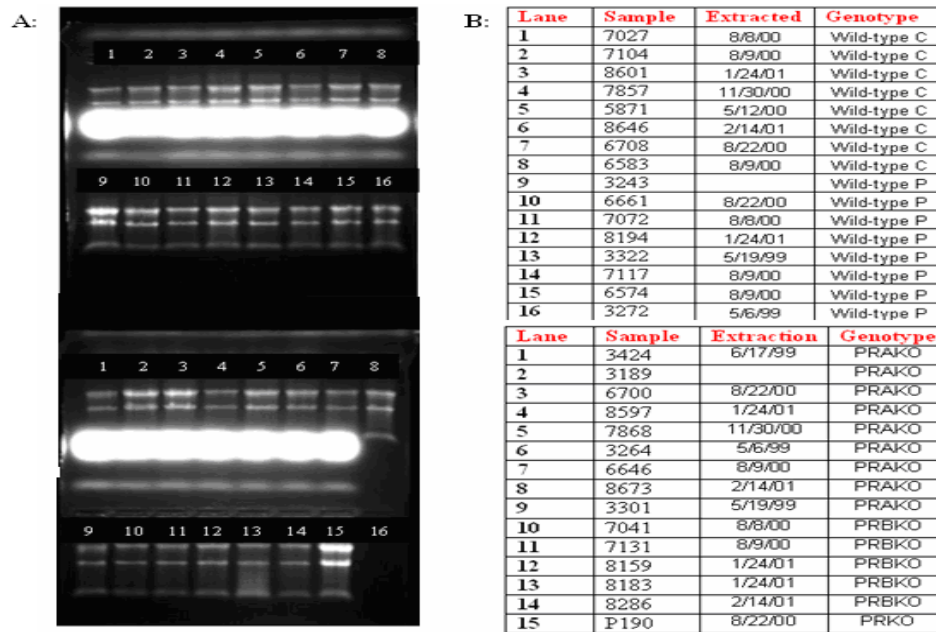 A:
1 2 3 4 5 6 7 8
9 10 11 12 13 14 15 16
1 2 3 4 5 6 7 8
9 10 11 12 13 14 15 16
B:
Lane Sample Extracted Genotype
1 7027 8/8/00 Wild-type C
2 7104 8/9/00 Wild-type C
3 8601 1/24/01 Wild-type C
4 7857 11/30/00 Wild-type C
5 5871 5/12/00 Wild-type C
6 8646 2/14/01 Wild-type C
7 6708 8/22/00 Wild-type C
8 6583 8/9/00 Wild-type C
9 3243 Wild-type P
10 6661 8/22/00 Wild-type P
11 7072 8/8/00 Wild-type P
12 8194 1/24/01 Wild-type P
13 3322 5/19/99 Wild-type P
14 7117 8/9/00 Wild-type P
15 6574 8/9/00 Wild-type P
16 3272 5/6/99 Wild-type P
Lane Sample Extraction Genotype
1 3424 6/17/99 PRAKO
2 3189 PRAKO
3 6700 8/22/00 PRAKO
4 8597 1/24/01 PRAKO
5 7868 11/30/00 PRAKO
6 3264 5/6/99 PRAKO
7 6646 8/9/00 PRAKO
8 8673 2/14/01 PRAKO
9 3301 5/19/99 PRAKO
10 7041 8/8/00 PRBKO
11 7131 8/9/00 PRBKO
12 8159 1/24/01 PRBKO
13 8183 1/24/01 PRBKO
14 8286 2/14/01 PRBKO
15 P190 8/22/00 PRKO